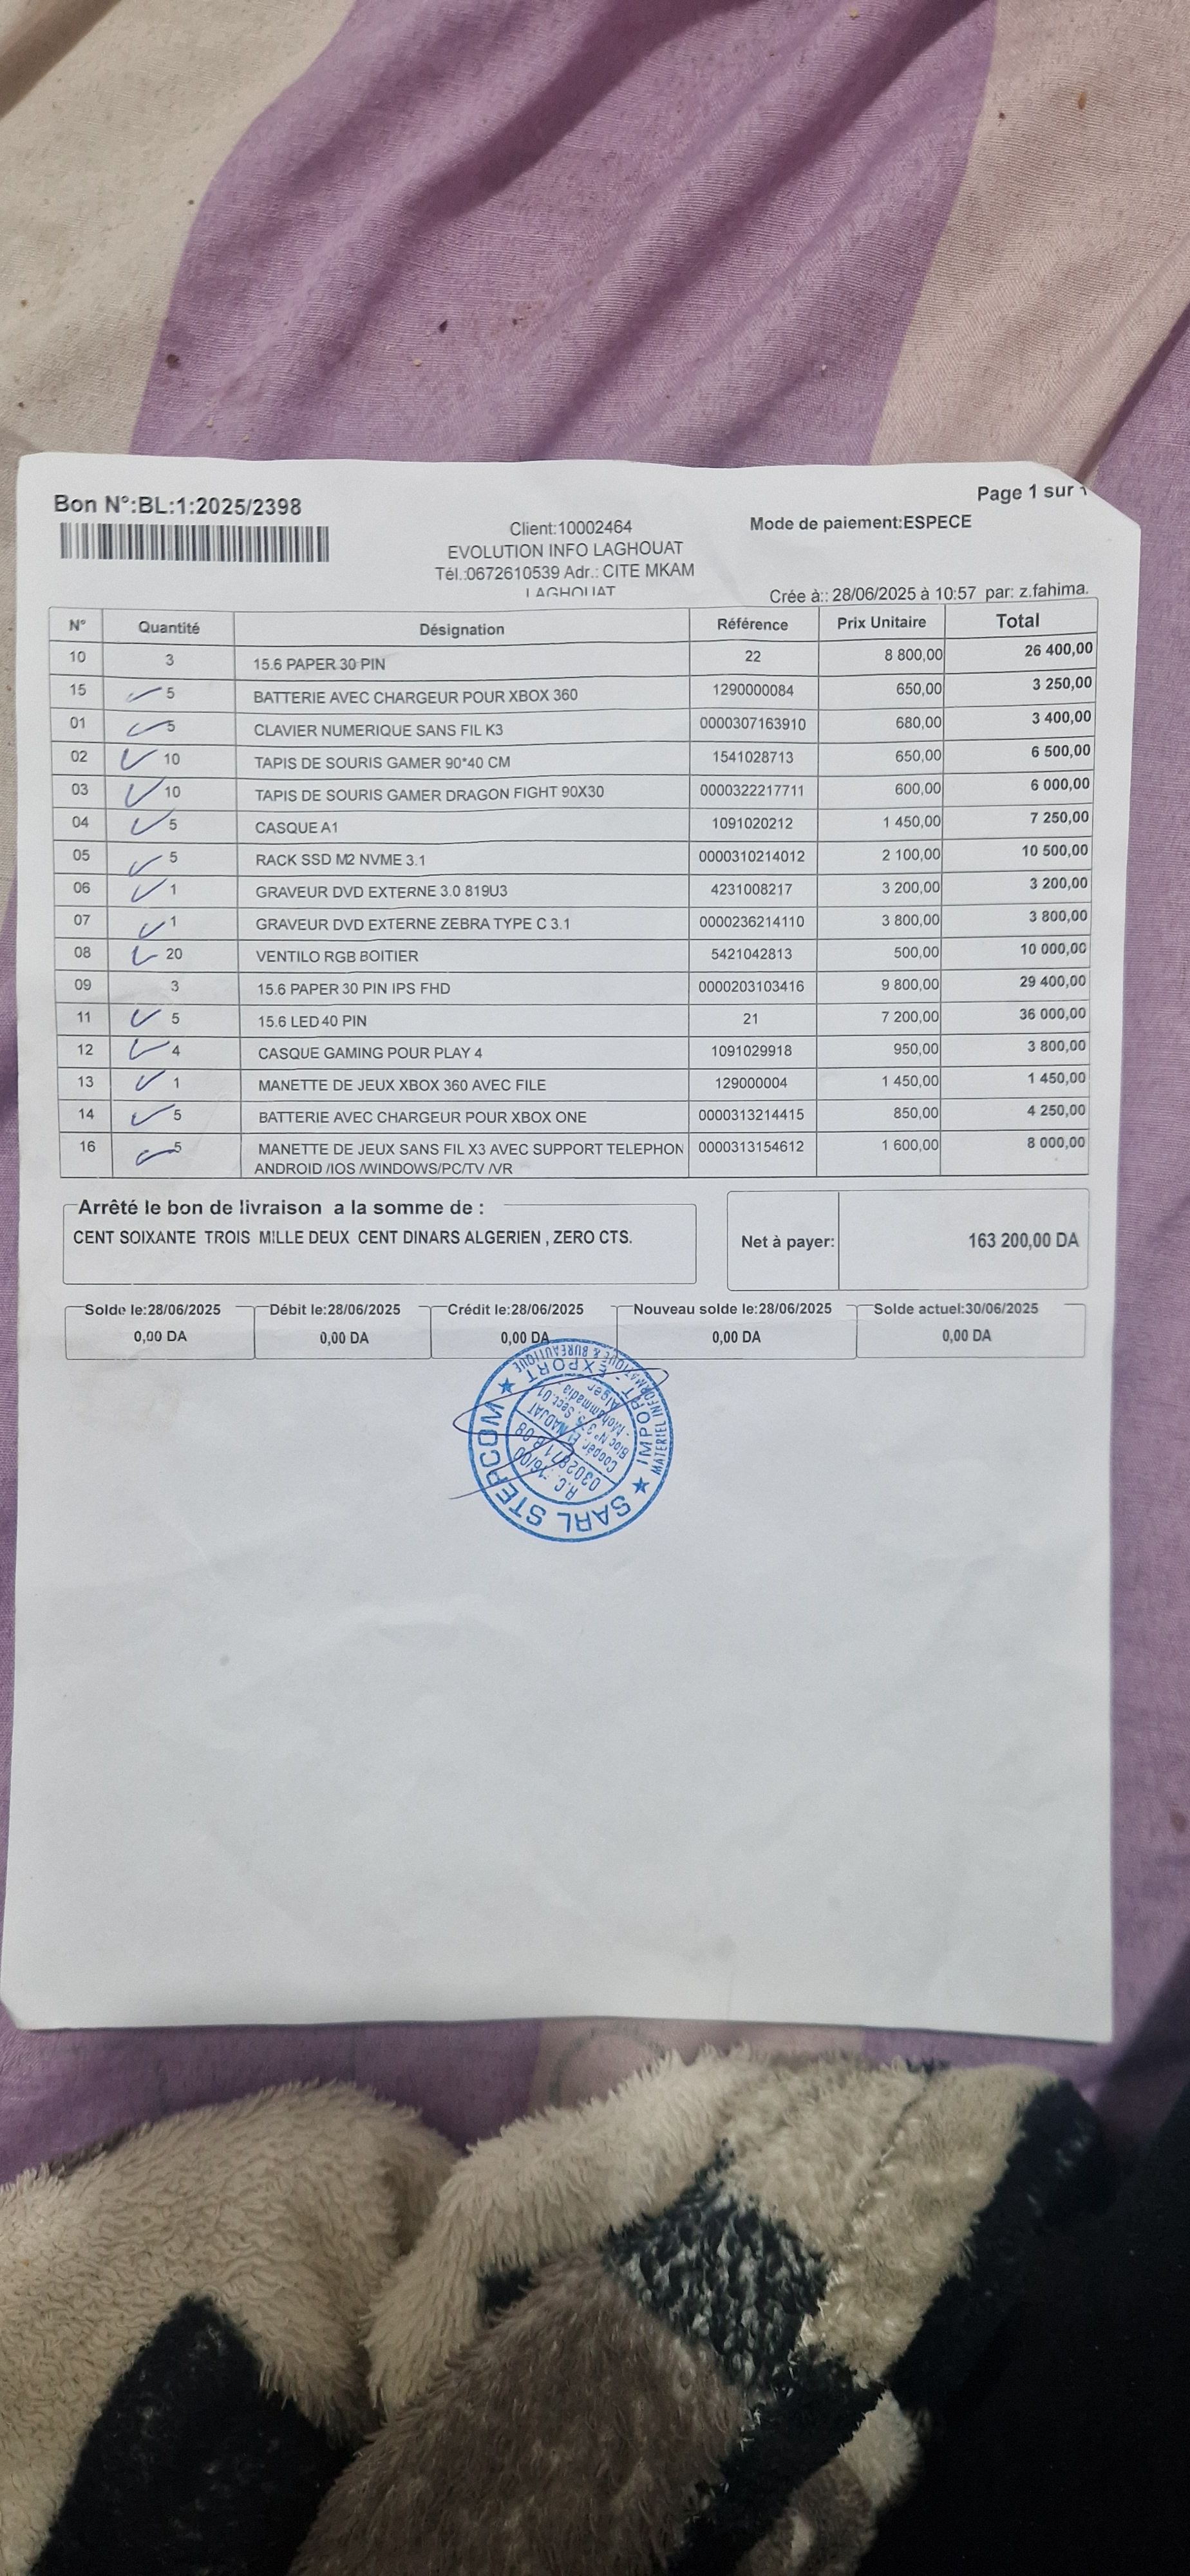 Bon N°:BL:1:2025/2398
Page 1 sur 1
Client:10002464
Mode de paiement:ESPECE
EVOLUTION INFO LAGHOUAT
Tél.:0672610539 Adr.: CITE MKAM
LAGHOUAT
Crée à:: 28/06/2025 à 10:57 par: z.fahima.
N° Quantité Désignation Référence Prix Unitaire Total
10 3 15.6 PAPER 30 PIN 22 8 800,00 26 400,00
15 5 BATTERIE AVEC CHARGEUR POUR XBOX 360 1290000084 650,00 3 250,00
01 5 CLAVIER NUMERIQUE SANS FIL K3 0000307163910 680,00 3 400,00
02 10 TAPIS DE SOURIS GAMER 90*40 CM 1541028713 650,00 6 500,00
03 10 TAPIS DE SOURIS GAMER DRAGON FIGHT 90X30 0000322217711 600,00 6 000,00
04 5 CASQUE A1 1091020212 1 450,00 7 250,00
05 5 RACK SSD M2 NVME 3.1 0000310214012 2 100,00 10 500,00
06 1 GRAVEUR DVD EXTERNE 3.0 819U3 4231008217 3 200,00 3 200,00
07 1 GRAVEUR DVD EXTERNE ZEBRA TYPE C 3.1 0000236214110 3 800,00 3 800,00
08 20 VENTILO RGB BOITIER 5421042813 500,00 10 000,00
09 3 15.6 PAPER 30 PIN IPS FHD 0000203103416 9 800,00 29 400,00
11 5 15.6 LED 40 PIN 21 7 200,00 36 000,00
12 4 CASQUE GAMING POUR PLAY 4 1091029918 950,00 3 800,00
13 1 MANETTE DE JEUX XBOX 360 AVEC FILE 129000004 1 450,00 1 450,00
14 5 BATTERIE AVEC CHARGEUR POUR XBOX ONE 0000313214415 850,00 4 250,00
16 5 MANETTE DE JEUX SANS FIL X3 AVEC SUPPORT TELEPHON 0000313154612 1 600,00 8 000,00
ANDROID /IOS /WINDOWS/PC/TV /VR
Arrêté le bon de livraison a la somme de :
CENT SOIXANTE TROIS MILLE DEUX CENT DINARS ALGERIEN , ZERO CTS.
Net à payer: 163 200,00 DA
Solde le:28/06/2025 Débit le:28/06/2025 Crédit le:28/06/2025 Nouveau solde le:28/06/2025 Solde actuel:30/06/2025
0,00 DA 0,00 DA 0,00 DA 0,00 DA 0,00 DA
SARL STEPCOM
IMPORT - EXPORT